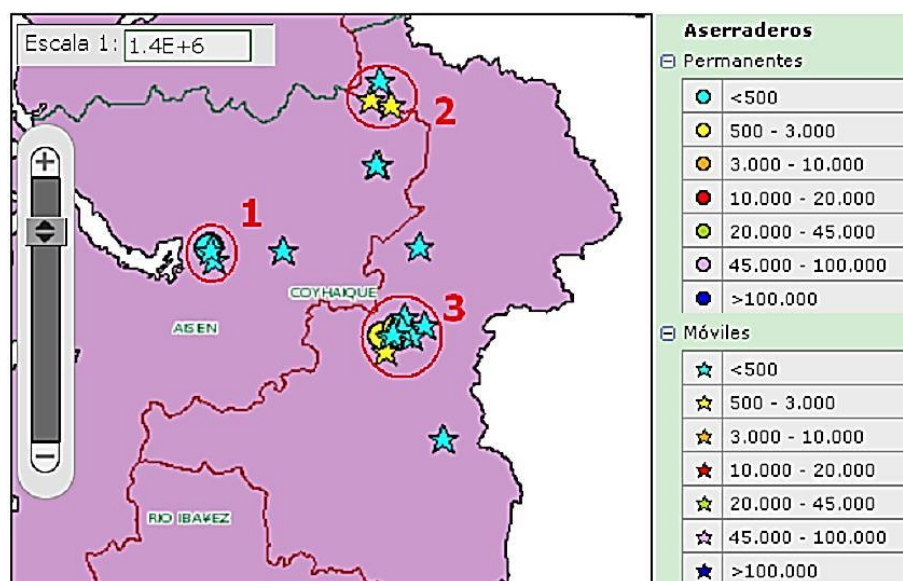 Escala 1: 1.4E+6
1
2
3
COYHAIQUE
AISEN
RIO IBAÑEZ
Aserraderos
Permanentes
<500
500 - 3.000
3.000 - 10.000
10.000 - 20.000
20.000 - 45.000
45.000 - 100.000
>100.000
Móviles
<500
500 - 3.000
3.000 - 10.000
10.000 - 20.000
20.000 - 45.000
45.000 - 100.000
>100.000